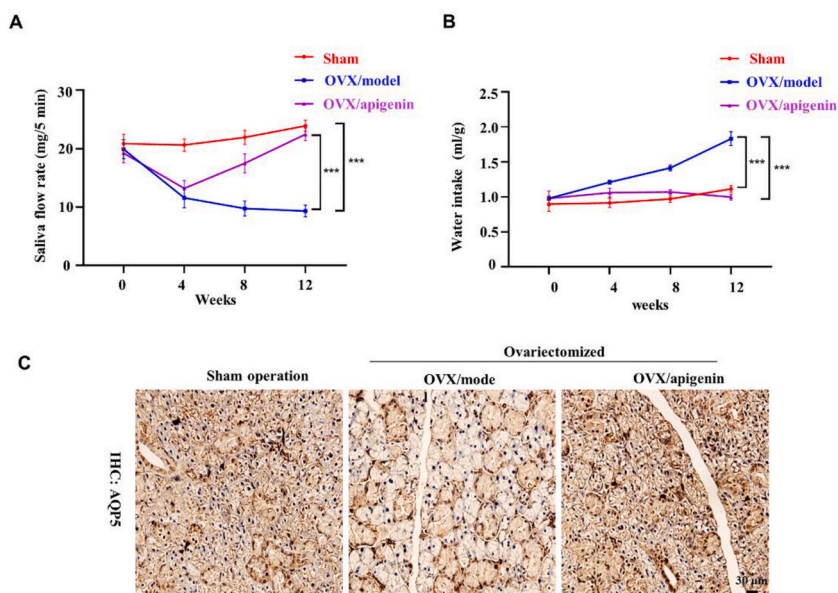 A
Sham
OVX/model
OVX/apigenin
Saliva flow rate (mg/5 min)
30
20
10
0
***
***
0 4 8 12
Weeks
B
Sham
OVX/model
OVX/apigenin
Water intake (ml/g)
2.5
2.0
1.5
1.0
0.5
0
***
***
0 4 8 12
weeks
C
Ovariectomized
Sham operation OVX/mode OVX/apigenin
IHC: AQP5
30 μm